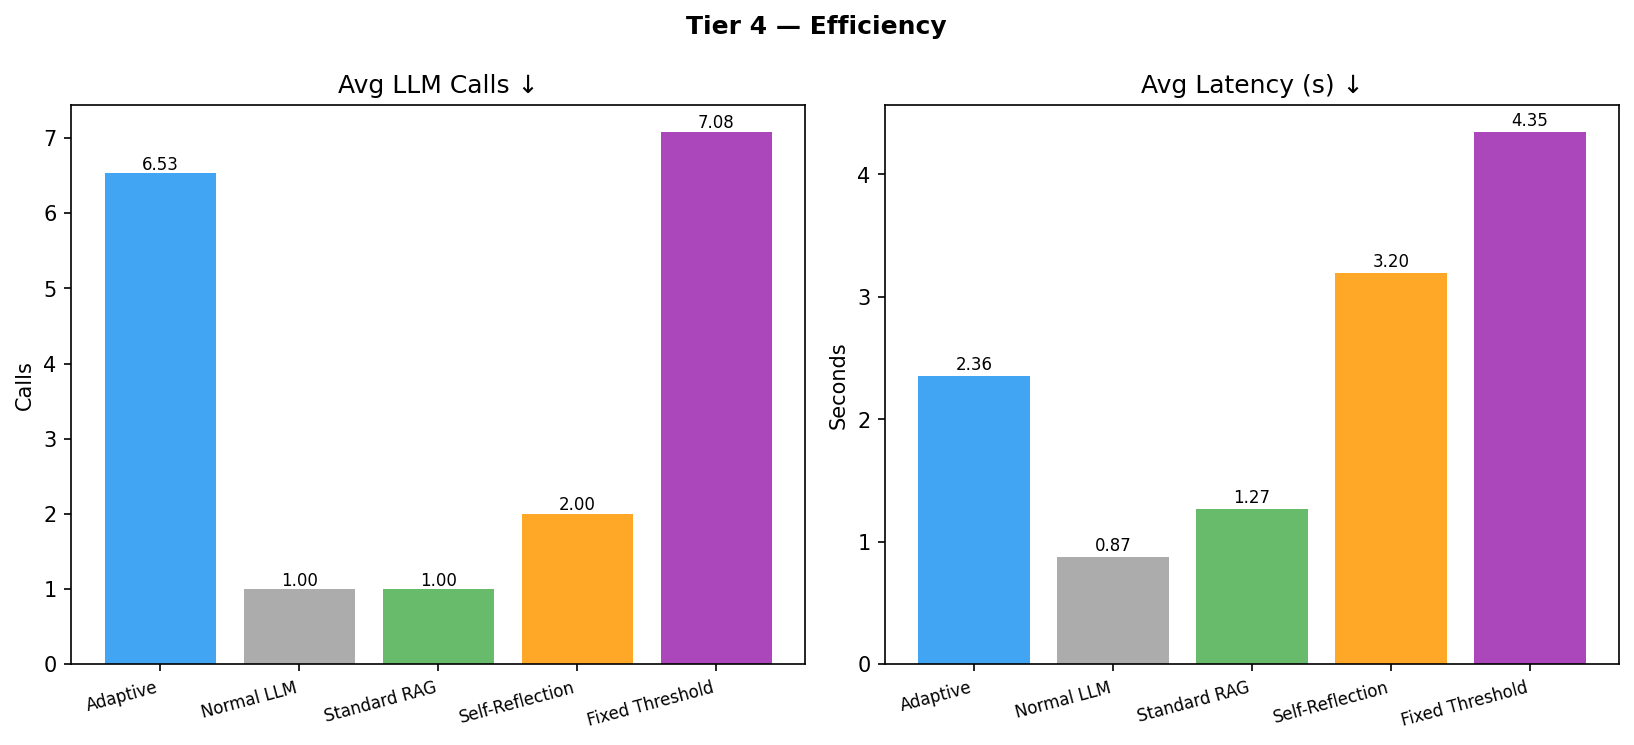 Tier 4 — Efficiency
Avg LLM Calls ↓
7
6
5
4
3
2
1
0
Calls
6.53
1.00
1.00
2.00
7.08
Adaptive
Normal LLM
Standard RAG
Self-Reflection
Fixed Threshold
Avg Latency (s) ↓
4
3
2
1
0
Seconds
2.36
0.87
1.27
3.20
4.35
Adaptive
Normal LLM
Standard RAG
Self-Reflection
Fixed Threshold